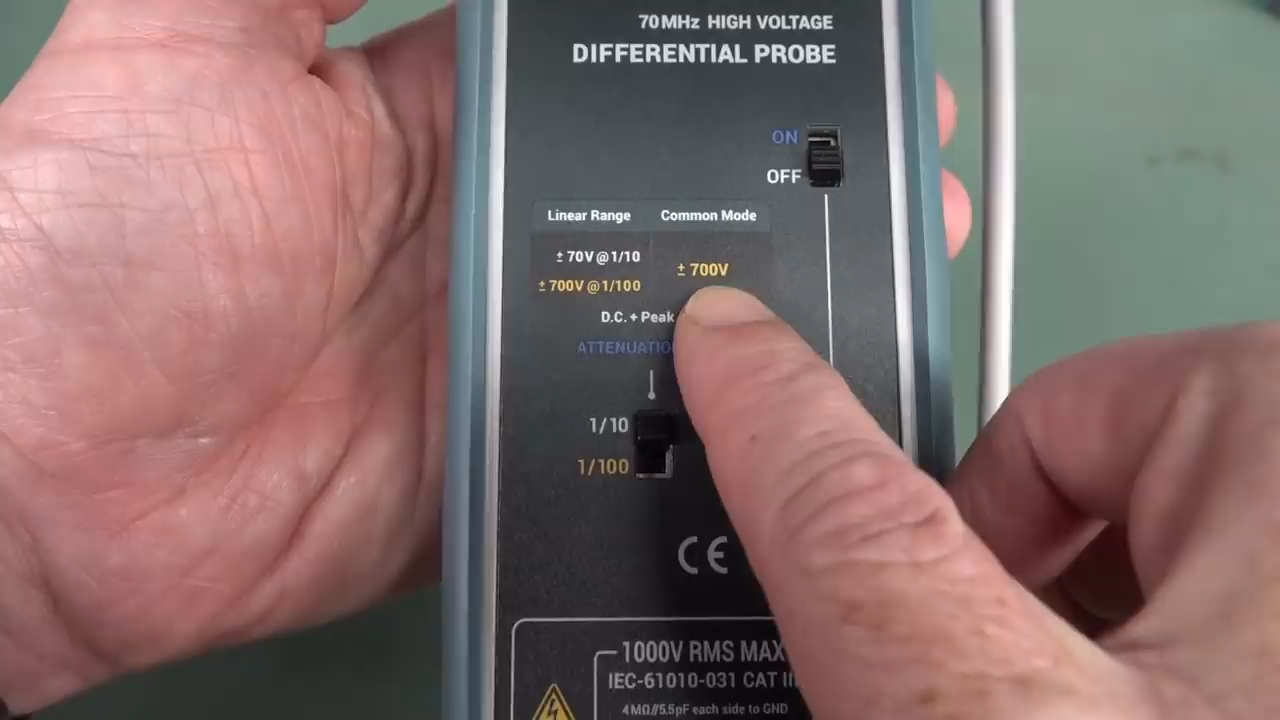 70MHz HIGH VOLTAGE
DIFFERENTIAL PROBE
ON
OFF
Linear Range Common Mode
± 70V@1/10
± 700V
± 700V@1/100
D.C. + Peak
1/10
1/100
CE
1000V RMS MAX
IEC-61010-031 CAT
4MΩ//5.5pF each side to GND